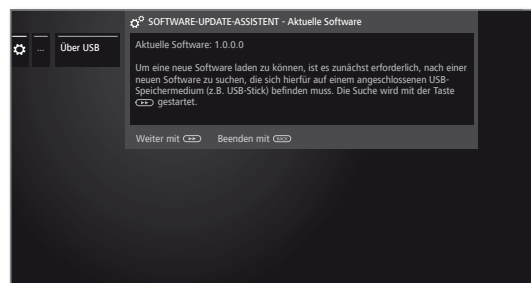 SOFTWARE-UPDATE-ASSISTENT - Aktuelle Software
... Über USB
Aktuelle Software: 1.0.0.0
Um eine neue Software laden zu können, ist es zunächst erforderlich, nach einer
neuen Software zu suchen, die sich hierfür auf einem angeschlossenen USB-
Speichermedium (z.B. USB-Stick) befinden muss. Die Suche wird mit der Taste
gestartet.
Weiter mit Beenden mit BACK